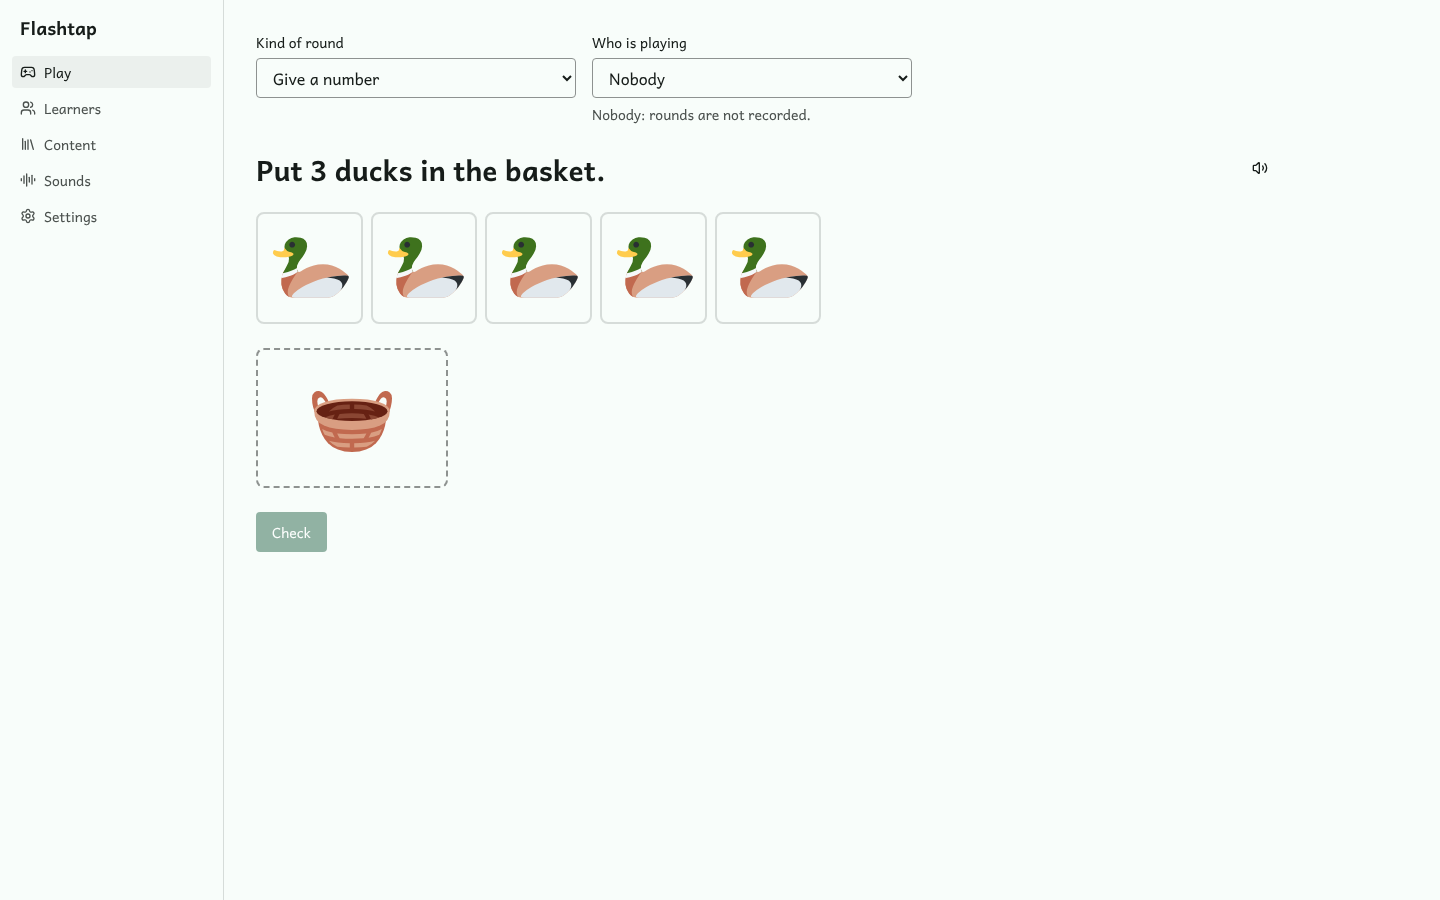 Flashtap
Play
Learners
Content
Sounds
Settings
Kind of round
Give a number
Who is playing
Nobody
Nobody: rounds are not recorded.
Put 3 ducks in the basket.
Check